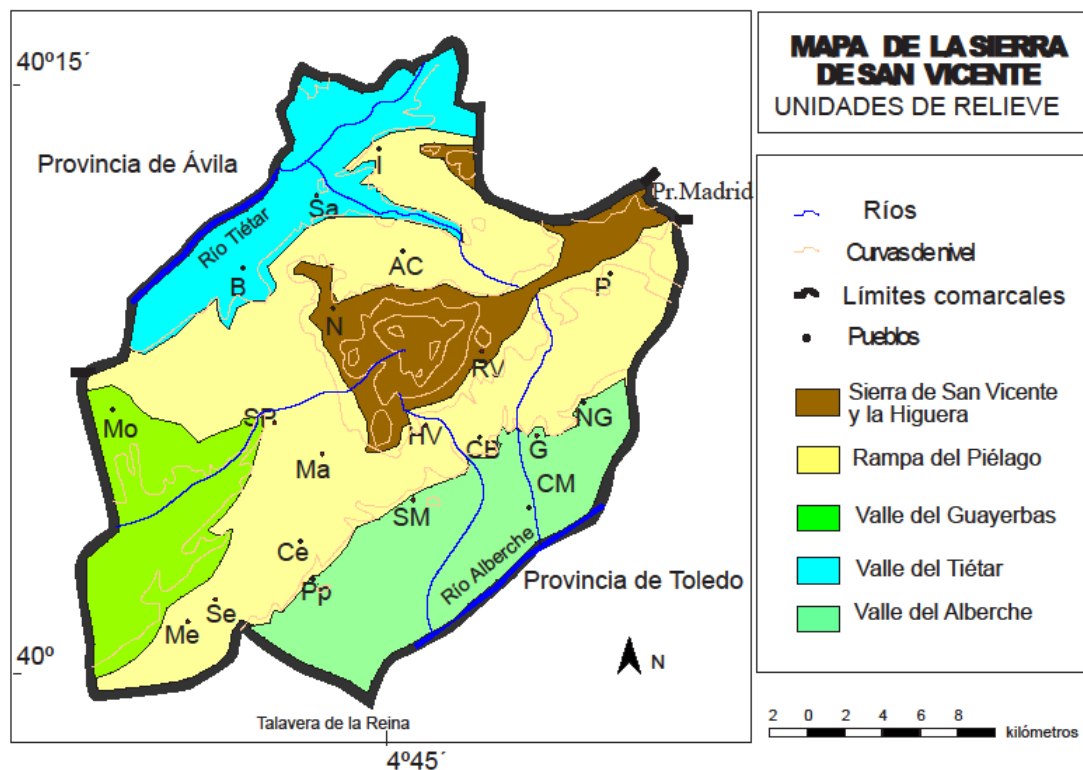 MAPA DE LA SIERRA
DE SAN VICENTE
UNIDADES DE RELIEVE
40º15´
Provincia de Ávila
Pr.Madrid
I
Sa
Río Tiétar
B
AC
P
N
RV
Mo
SP
HV
CB
G
NG
Ma
CM
SM
Ce
Río Alberche
Provincia de Toledo
Pp
Se
Me
40º
N
Talavera de la Reina
4º45´
Ríos
Curvas de nivel
Límites comarcales
Pueblos
Sierra de San Vicente
y la Higuera
Rampa del Piélago
Valle del Guayerbas
Valle del Tiétar
Valle del Alberche
2 0 2 4 6 8
kilómetros